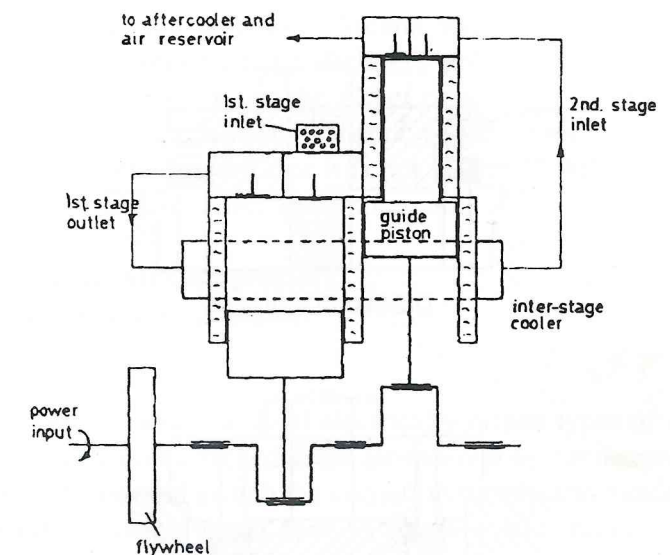 to aftercooler and
air reservoir
1st. stage
inlet
2nd. stage
inlet
1st. stage
outlet
guide
piston
inter-stage
cooler
power
input
flywheel